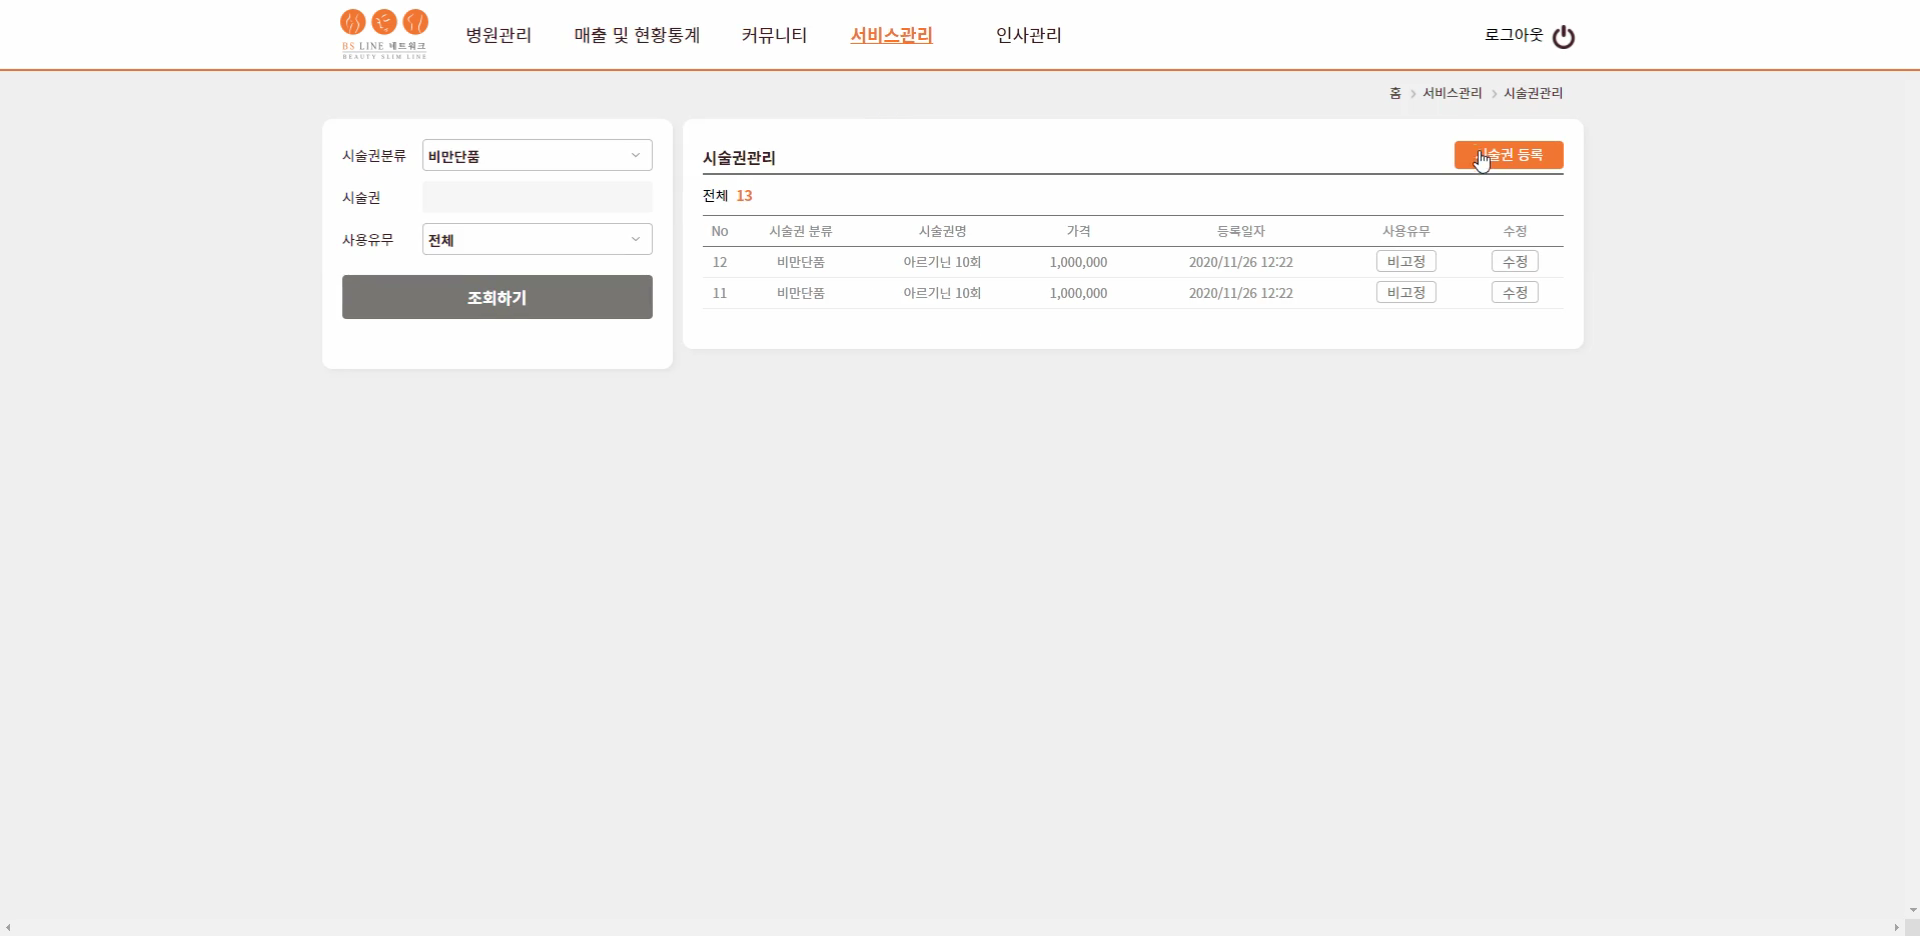 BS LINE 네트워크
BEAUTY SLIM LINE
병원관리 매출 및 현황통계 커뮤니티 서비스관리 인사관리 로그아웃
홈 > 서비스관리 > 시술권관리
시술권분류 비만단품
시술권
사용유무 전체
조회하기
시술권관리 시술권 등록
전체 13
No 시술권 분류 시술권명 가격 등록일자 사용유무 수정
12 비만단품 아르기닌 10회 1,000,000 2020/11/26 12:22 비고정 수정
11 비만단품 아르기닌 10회 1,000,000 2020/11/26 12:22 비고정 수정